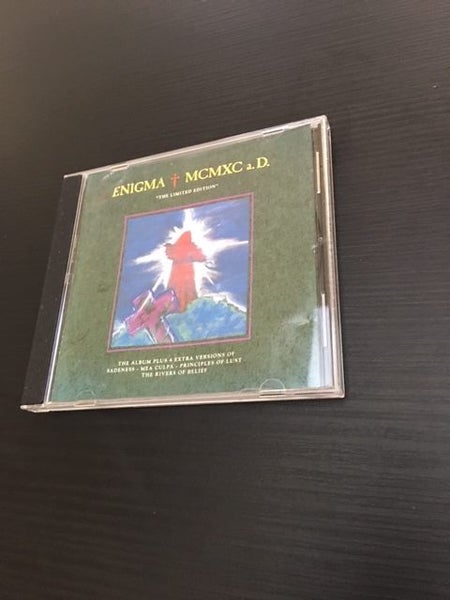 ENIGMA † MCMXC a.D.
"THE LIMITED EDITION"
THE ALBUM PLUS 4 EXTRA VERSIONS OF
SADENESS - MEA CULPA - PRINCIPLES OF LUST
THE RIVERS OF BELIEF